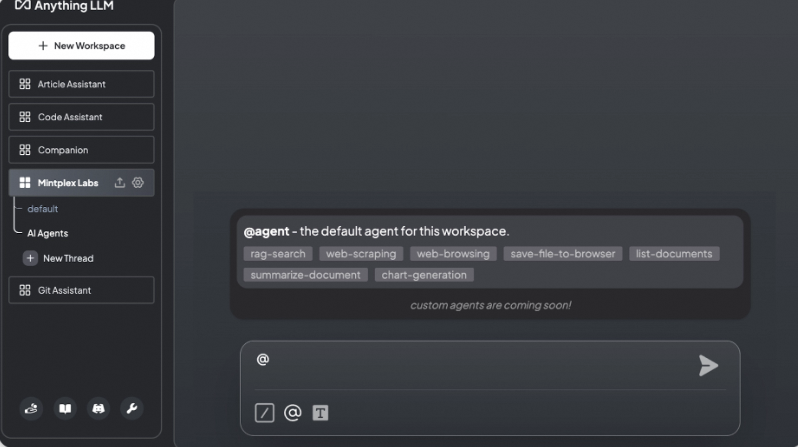 Anything LLM
+ New Workspace
Article Assistant
Code Assistant
Companion
Mintplex Labs
default
AI Agents
+ New Thread
Git Assistant
@agent - the default agent for this workspace.
rag-search web-scraping web-browsing save-file-to-browser list-documents
summarize-document chart-generation
custom agents are coming soon!
@
/ @ T